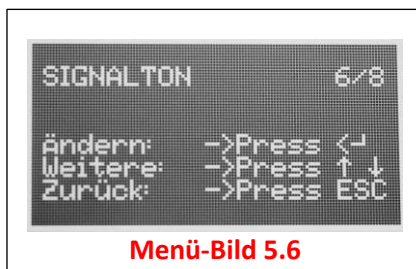 SIGNALTON 6/8
Ändern: ->Press <┘
Weitere: ->Press ↑ ↓
Zurück: ->Press ESC
Menü-Bild 5.6